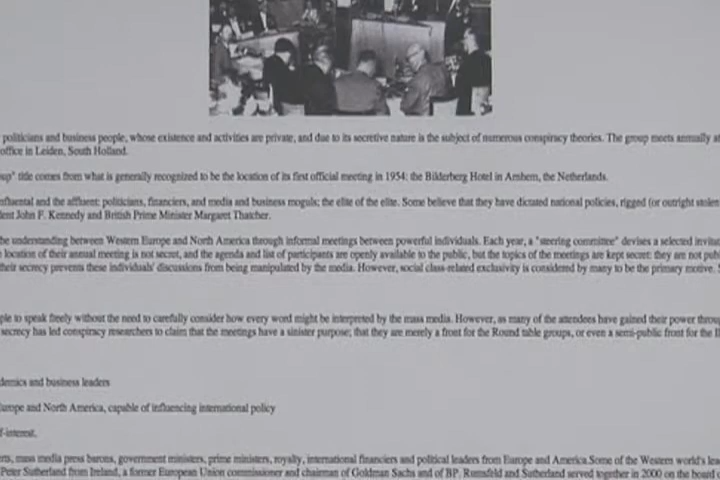 politicians and business people, whose existence and activities are private, and due to its secretive nature is the subject of numerous conspiracy theories. The group meets annually at
office in Leiden, South Holland.
up" title comes from what is generally recognized to be the location of its first official meeting in 1954: the Bilderberg Hotel in Arnhem, the Netherlands.
nfluential and the affluent: politicians, financiers, and media and business moguls; the elite of the elite. Some believe that they have dictated national policies, rigged (or outright stolen
dent John F. Kennedy and British Prime Minister Margaret Thatcher.
he understanding between Western Europe and North America through informal meetings between powerful individuals. Each year, a "steering committee" devises a selected invita
location of their annual meeting is not secret, and the agenda and list of participants are openly available to the public, but the topics of the meetings are kept secret: they are not publ
their secrecy prevents these individuals' discussions from being manipulated by the media. However, social class-related exclusivity is considered by many to be the primary motive.
ple to speak freely without the need to carefully consider how every word might be interpreted by the mass media. However, as many of the attendees have gained their power throu
secrecy has led conspiracy researchers to claim that the meetings have a sinister purpose; that they are merely a front for the Round table groups, or even a semi-public front for the
demics and business leaders
Europe and North America, capable of influencing international policy
f-interest.
rts, mass media press barons, government ministers, prime ministers, royalty, international financiers and political leaders from Europe and America.Some of the Western world's lea
Peter Sutherland from Ireland, a former European Union commissioner and chairman of Goldman Sachs and of BP. Rumsfeld and Sutherland served together in 2000 on the board